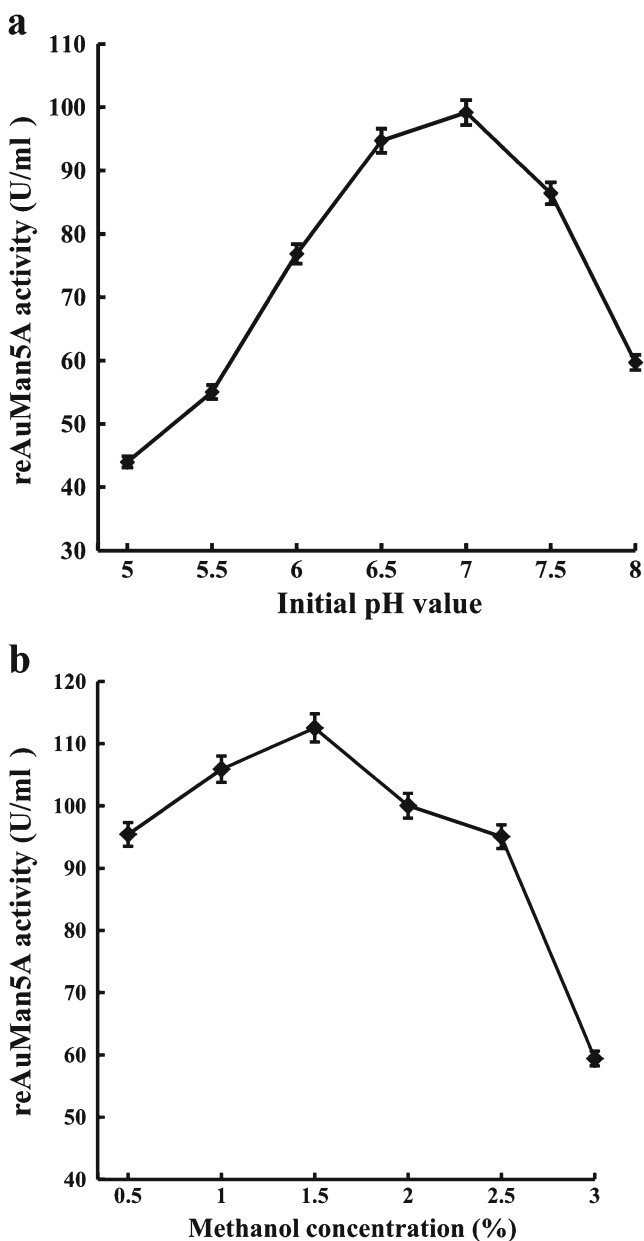 a
110
100
90
80
70
60
50
40
30
reAuMan5A activity (U/ml )
5 5.5 6 6.5 7 7.5 8
Initial pH value
b
120
110
100
90
80
70
60
50
40
reAuMan5A activity (U/ml )
0.5 1 1.5 2 2.5 3
Methanol concentration (%)